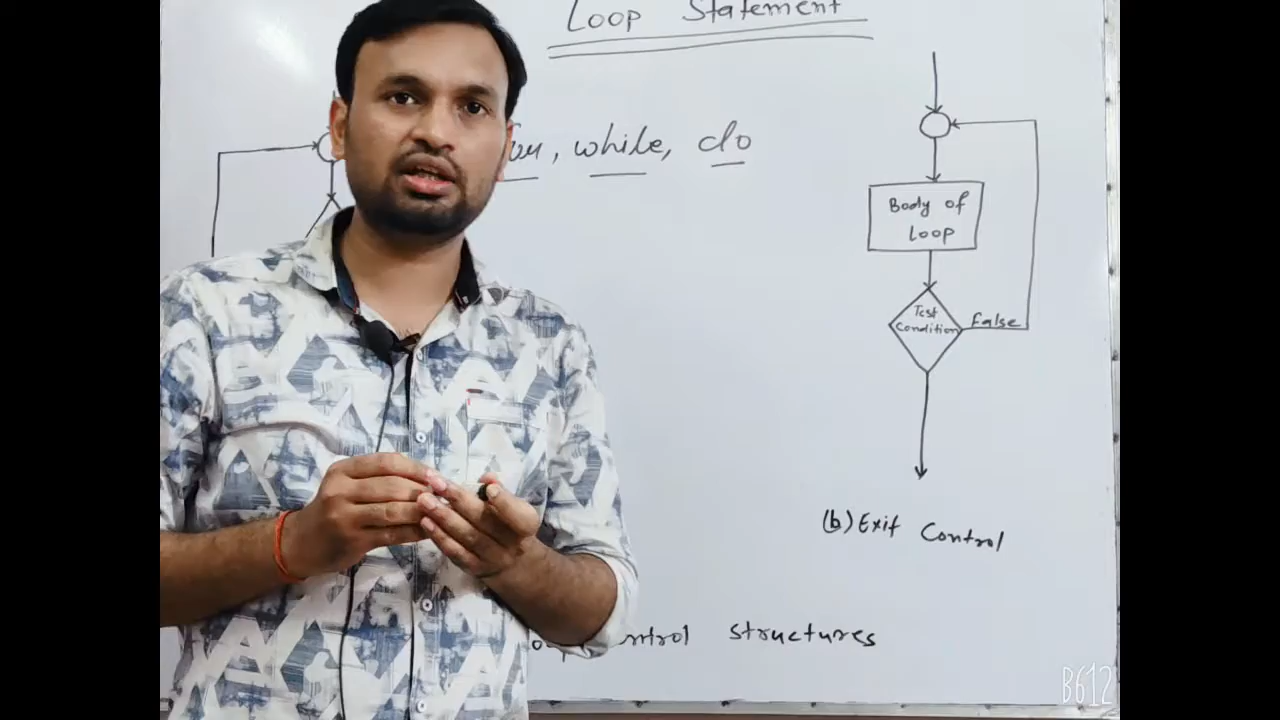 Loop Statement
, while, do
Body of
Loop
Test
Condition
False
(b) Exit Control
structures
B612